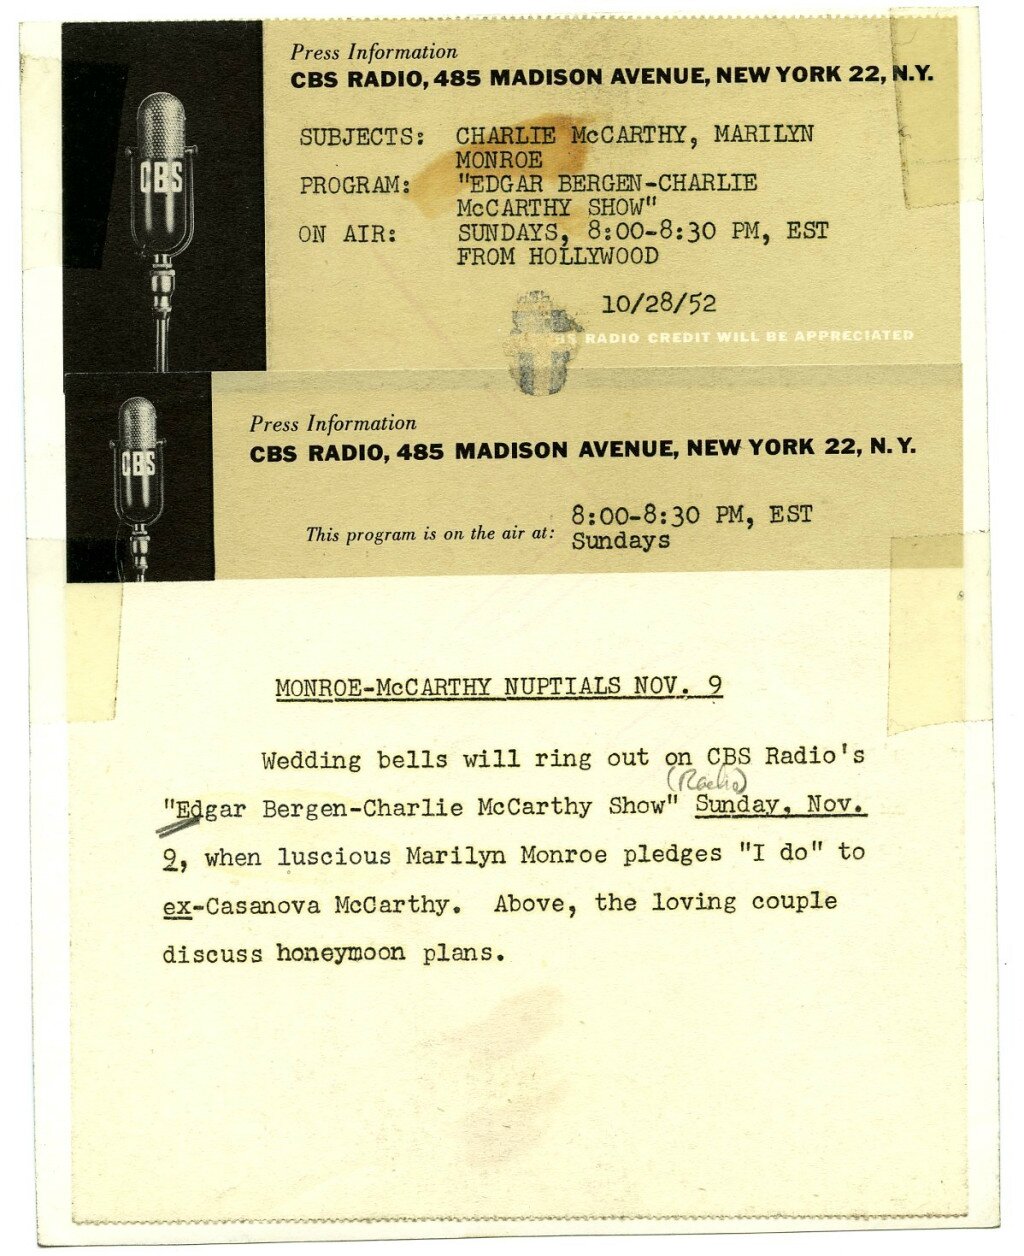 Press Information
CBS RADIO, 485 MADISON AVENUE, NEW YORK 22, N.Y.
CBS
SUBJECTS: CHARLIE McCARTHY, MARILYN
MONROE
PROGRAM: "EDGAR BERGEN-CHARLIE
McCARTHY SHOW"
ON AIR: SUNDAYS, 8:00-8:30 PM, EST
FROM HOLLYWOOD
10/28/52
BS RADIO CREDIT WILL BE APPRECIATED
Press Information
CBS RADIO, 485 MADISON AVENUE, NEW YORK 22, N.Y.
CBS
This program is on the air at: 8:00-8:30 PM, EST
Sundays
MONROE-McCARTHY NUPTIALS NOV. 9
Wedding bells will ring out on CBS Radio's
(Radio)
"Edgar Bergen-Charlie McCarthy Show" Sunday, Nov.
9, when luscious Marilyn Monroe pledges "I do" to
ex-Casanova McCarthy. Above, the loving couple
discuss honeymoon plans.